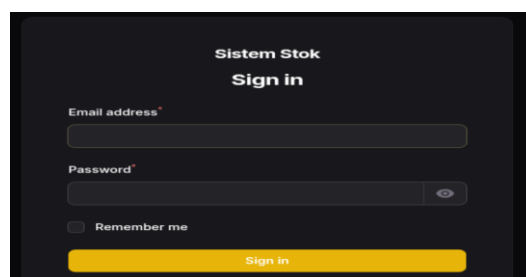 Sistem Stok
Sign in
Email address*
Password*
Remember me
Sign in